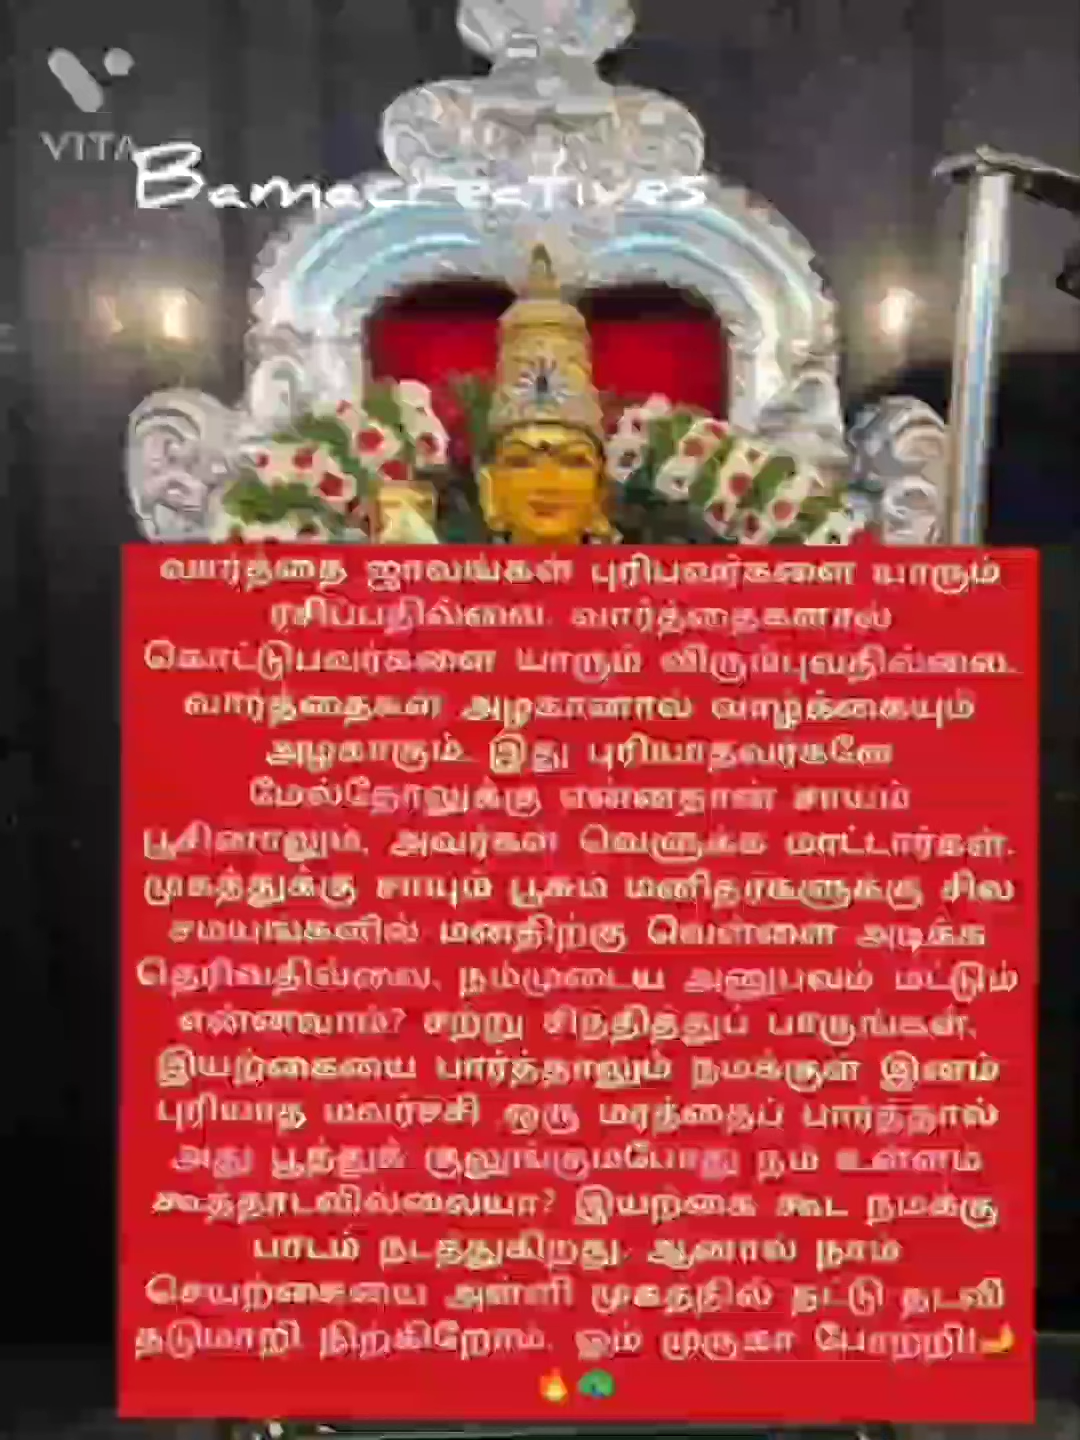 VITA
Bamacreatives
வார்த்தை ஜாலங்கள் புரிபவர்களை யாரும்
ரசிப்பதில்லை. வார்த்தைகளால்
கொட்டுபவர்களை யாரும் விரும்புவதில்லை.
வார்த்தைகள் அழகானால் வாழ்க்கையும்
அழகாகும். இது புரியாதவர்களே
மேல்தோலுக்கு என்னதான் சாயம்
பூசினாலும், அவர்கள் வெளுக்க மாட்டார்கள்.
முகத்துக்கு சாயும் பூசும் மனிதர்களுக்கு சில
சமயங்களில் மனதிற்கு வெள்ளை அடிக்க
தெரிவதில்லை. நம்முடைய அனுபவம் மட்டும்
என்னவாம்? சற்று சிந்தித்துப் பாருங்கள்.
இயற்கையை பார்த்தாலும் நமக்குள் இனம்
புரியாத மலர்ச்சி ஒரு மரத்தைப் பார்த்தால்
அது பூத்துக் குலுங்கும்போது நம் உள்ளம்
கூத்தாடவில்லையா? இயற்கை கூட நமக்கு
பாடம் நடத்துகிறது. ஆனால் நாம்
செயற்கையை அள்ளி முகத்தில் தட்டு தடவி
தடுமாறி நிற்கிறோம். ஓம் முருகா போற்றி!🌶️
🔥🦚